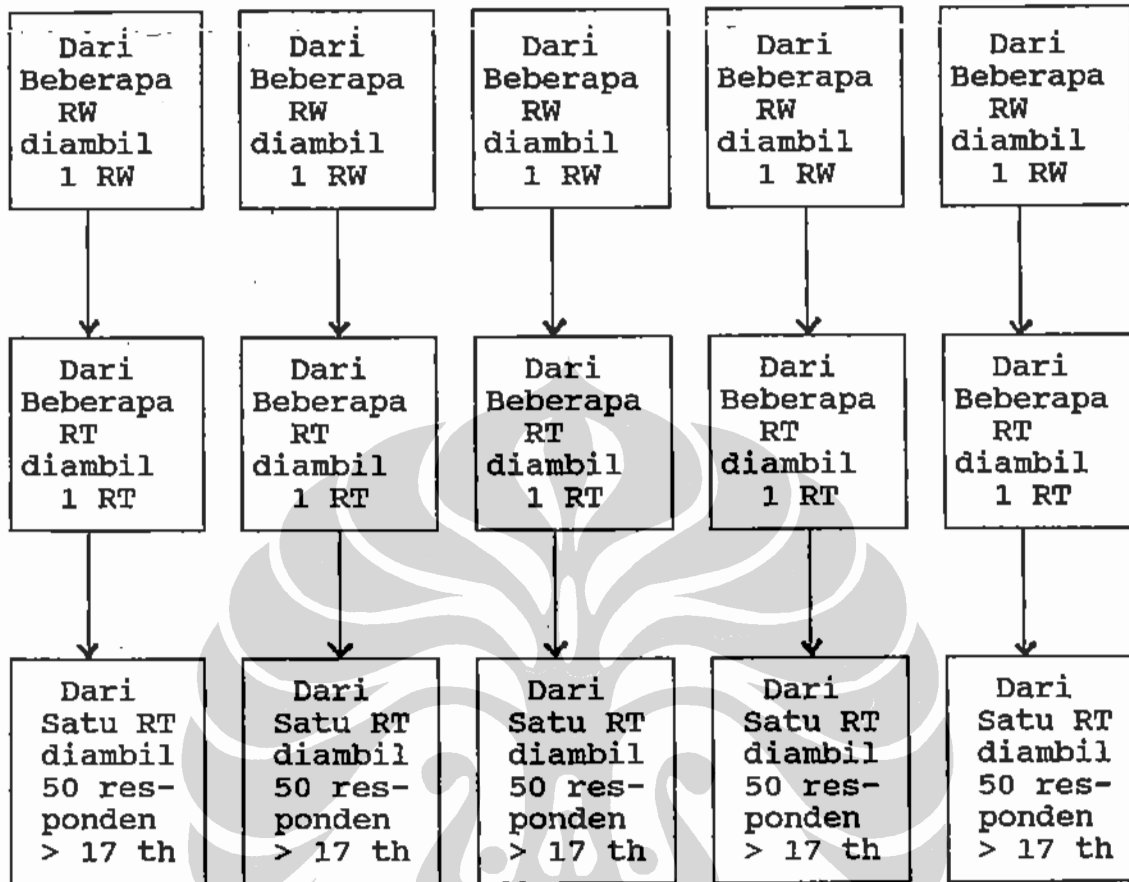 Dari
Beberapa
RW
diambil
1 RW
Dari
Beberapa
RW
diambil
1 RW
Dari
Beberapa
RW
diambil
1 RW
Dari
Beberapa
RW
diambil
1 RW
Dari
Beberapa
RW
diambil
1 RW
Dari
Beberapa
RT
diambil
1 RT
Dari
Beberapa
RT
diambil
1 RT
Dari
Beberapa
RT
diambil
1 RT
Dari
Beberapa
RT
diambil
1 RT
Dari
Beberapa
RT
diambil
1 RT
Dari
Satu RT
diambil
50 res-
ponden
> 17 th
Dari
Satu RT
diambil
50 res-
ponden
> 17 th
Dari
Satu RT
diambil
50 res-
ponden
> 17 th
Dari
Satu RT
diambil
50 res-
ponden
> 17 th
Dari
Satu RT
diambil
50 res-
ponden
> 17 th